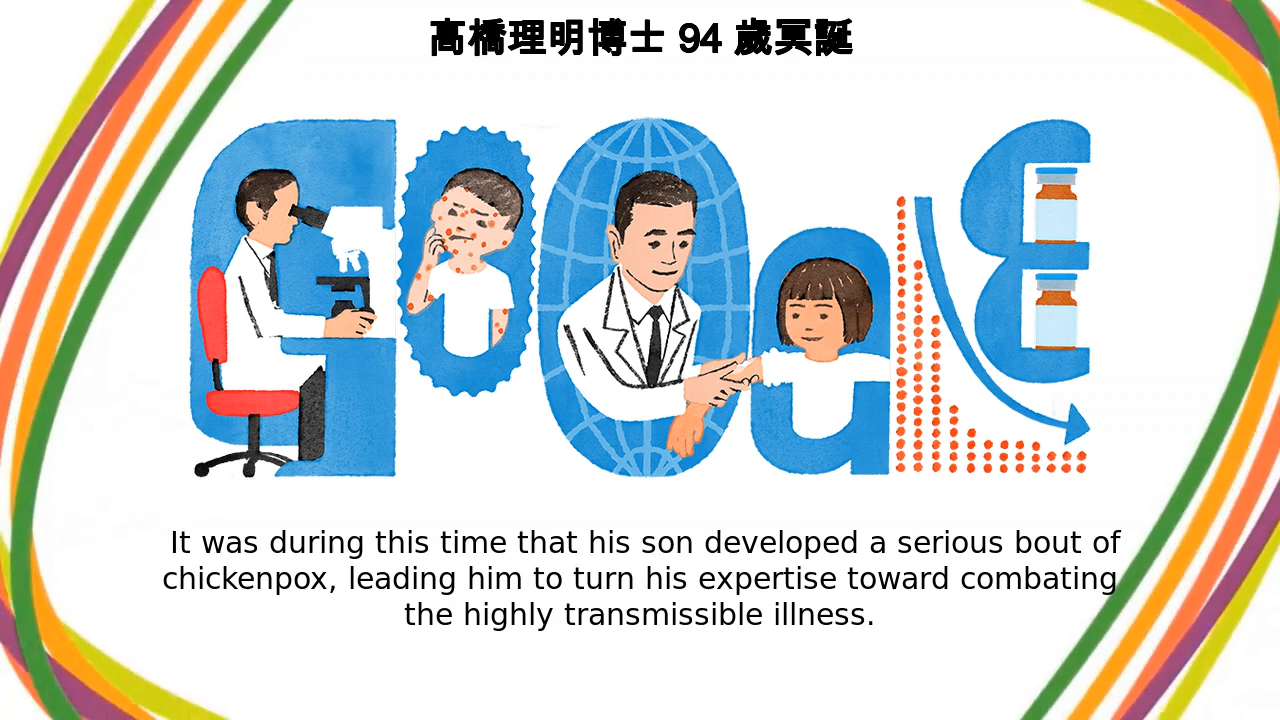 高橋理明博士 94 歲冥誕
Google
It was during this time that his son developed a serious bout of
chickenpox, leading him to turn his expertise toward combating
the highly transmissible illness.